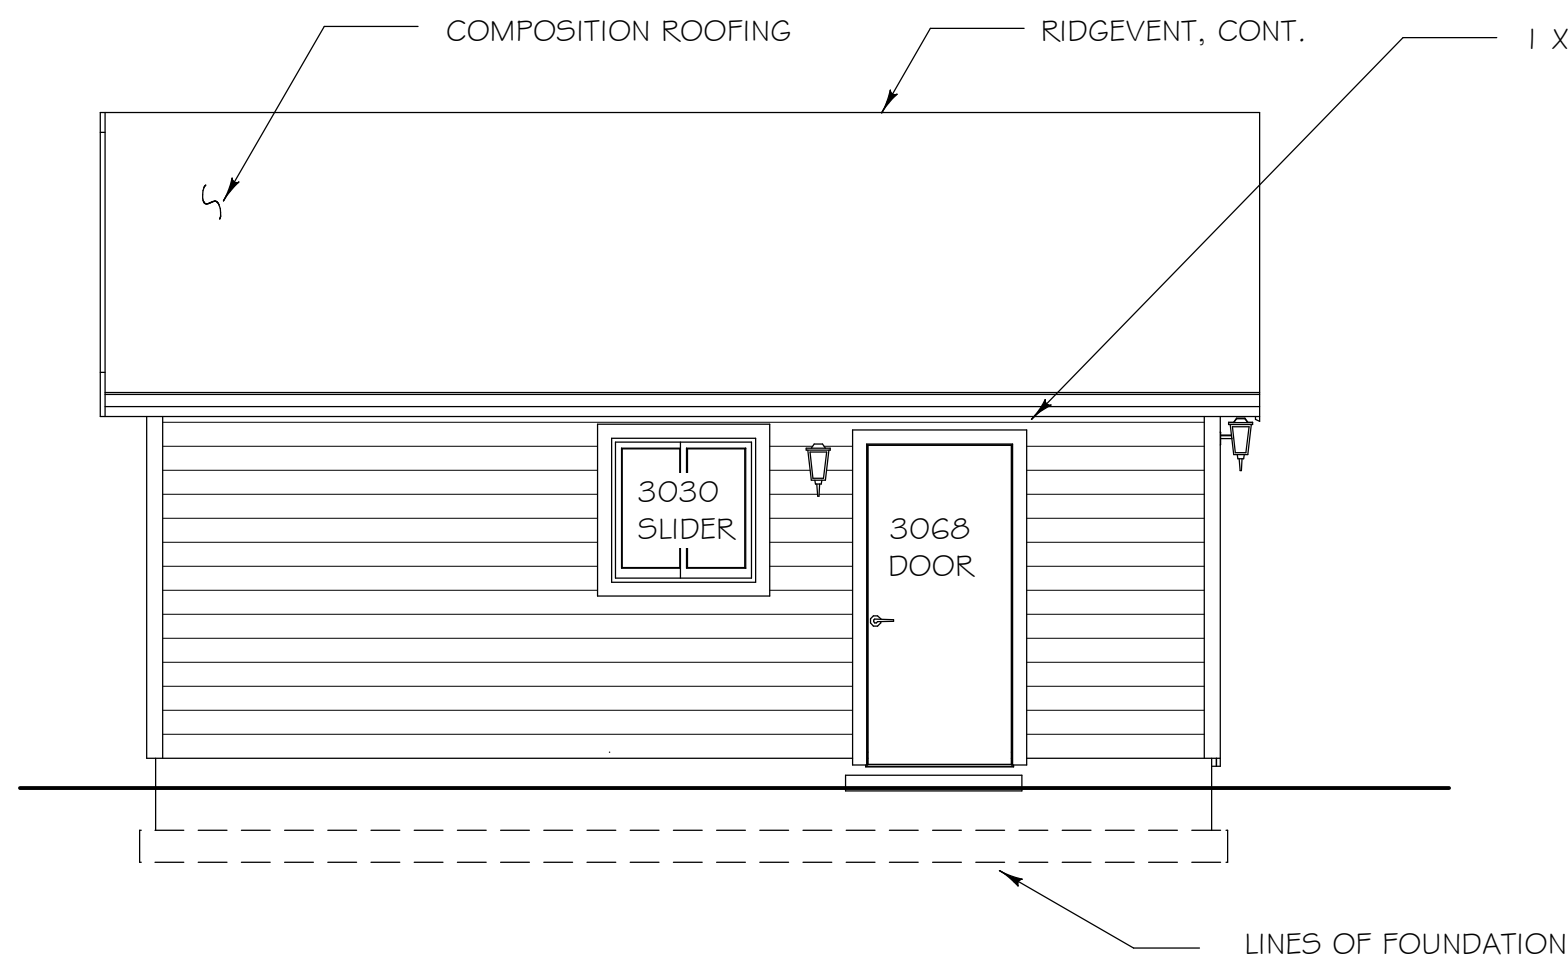 COMPOSITION ROOFING
RIDGEVENT, CONT.
1 X
3030
SLIDER
3068
DOOR
LINES OF FOUNDATION